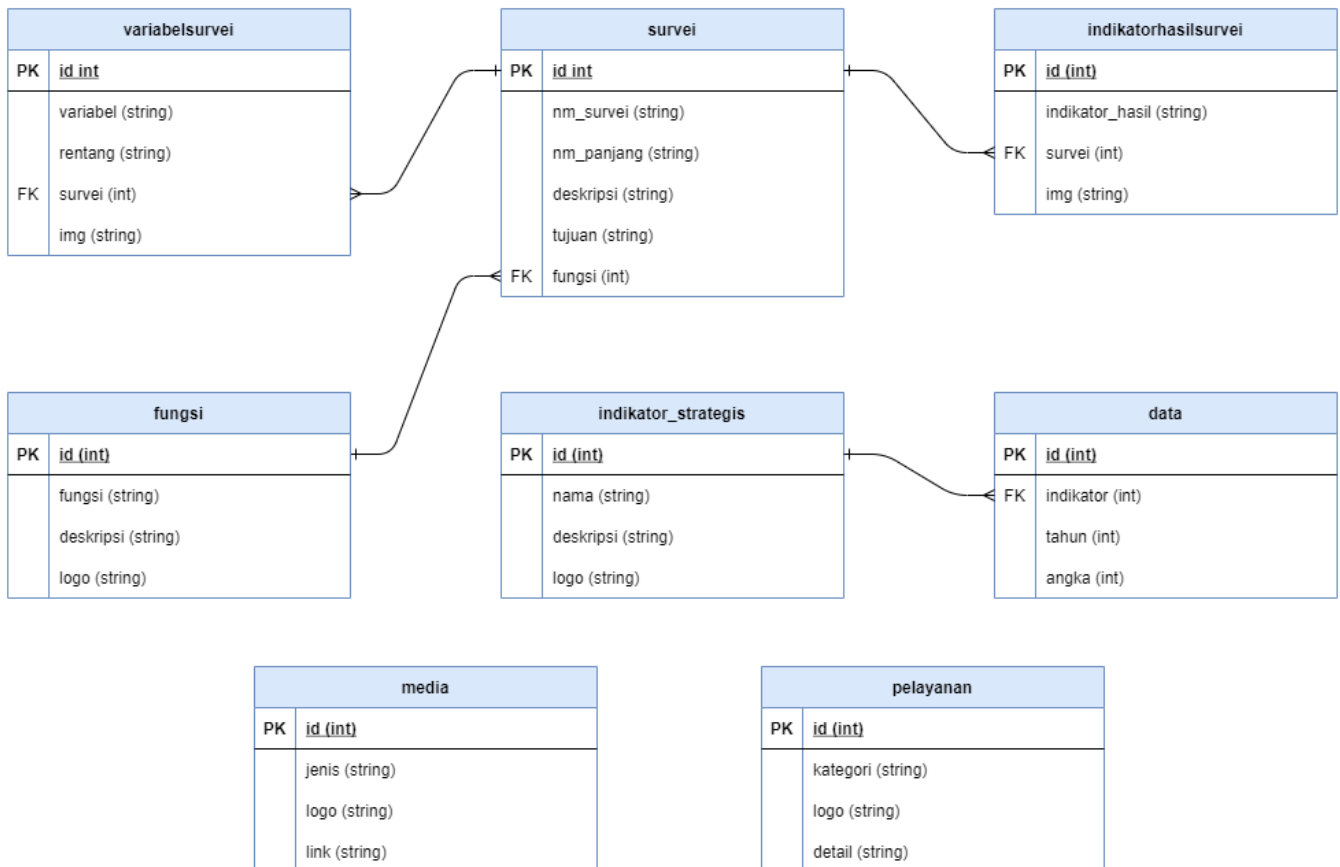 variabelsurvei
PK id int
variabel (string)
rentang (string)
FK survei (int)
img (string)
survei
PK id int
nm_survei (string)
nm_panjang (string)
deskripsi (string)
tujuan (string)
FK fungsi (int)
indikatorhasilsurvei
PK id (int)
indikator_hasil (string)
FK survei (int)
img (string)
fungsi
PK id (int)
fungsi (string)
deskripsi (string)
logo (string)
indikator_strategis
PK id (int)
nama (string)
deskripsi (string)
logo (string)
data
PK id (int)
FK indikator (int)
tahun (int)
angka (int)
media
PK id (int)
jenis (string)
logo (string)
link (string)
pelayanan
PK id (int)
kategori (string)
logo (string)
detail (string)